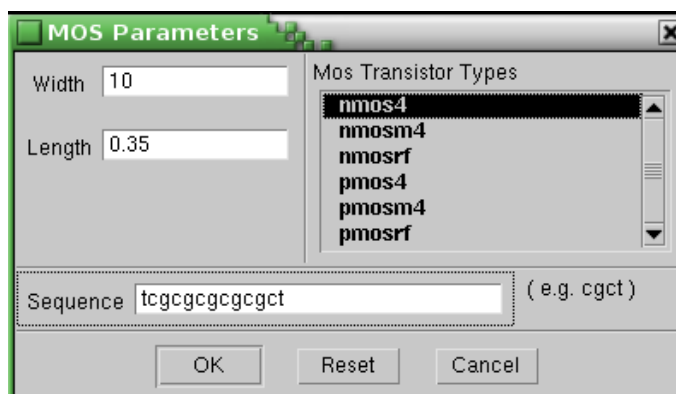 MOS Parameters
Width 10
Length 0.35
Mos Transistor Types
nmos4
nmosm4
nmosrf
pmos4
pmosm4
pmosrf
Sequence tcgcgcgcgcgct ( e.g. cgct )
OK Reset Cancel